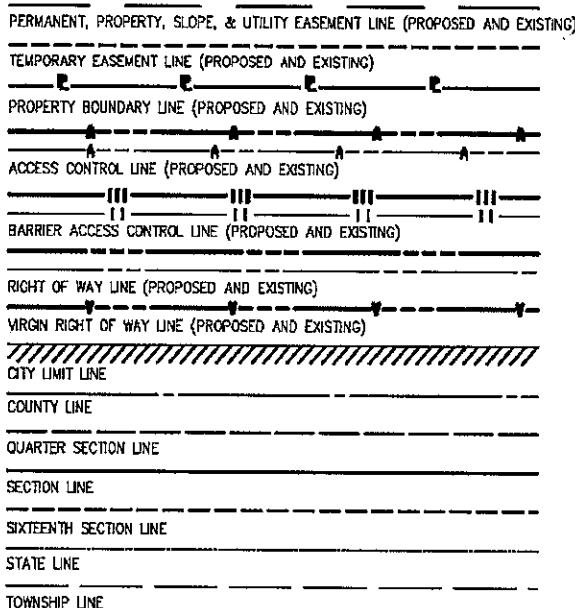 PERMANENT, PROPERTY, SLOPE, & UTILITY EASEMENT LINE (PROPOSED AND EXISTING)
TEMPORARY EASEMENT LINE (PROPOSED AND EXISTING)
PROPERTY BOUNDARY LINE (PROPOSED AND EXISTING)
A A A A
A A A A
ACCESS CONTROL LINE (PROPOSED AND EXISTING)
BARRIER ACCESS CONTROL LINE (PROPOSED AND EXISTING)
RIGHT OF WAY LINE (PROPOSED AND EXISTING)
V V V V
VIRGIN RIGHT OF WAY LINE (PROPOSED AND EXISTING)
CITY LIMIT LINE
COUNTY LINE
QUARTER SECTION LINE
SECTION LINE
SIXTEENTH SECTION LINE
STATE LINE
TOWNSHIP LINE